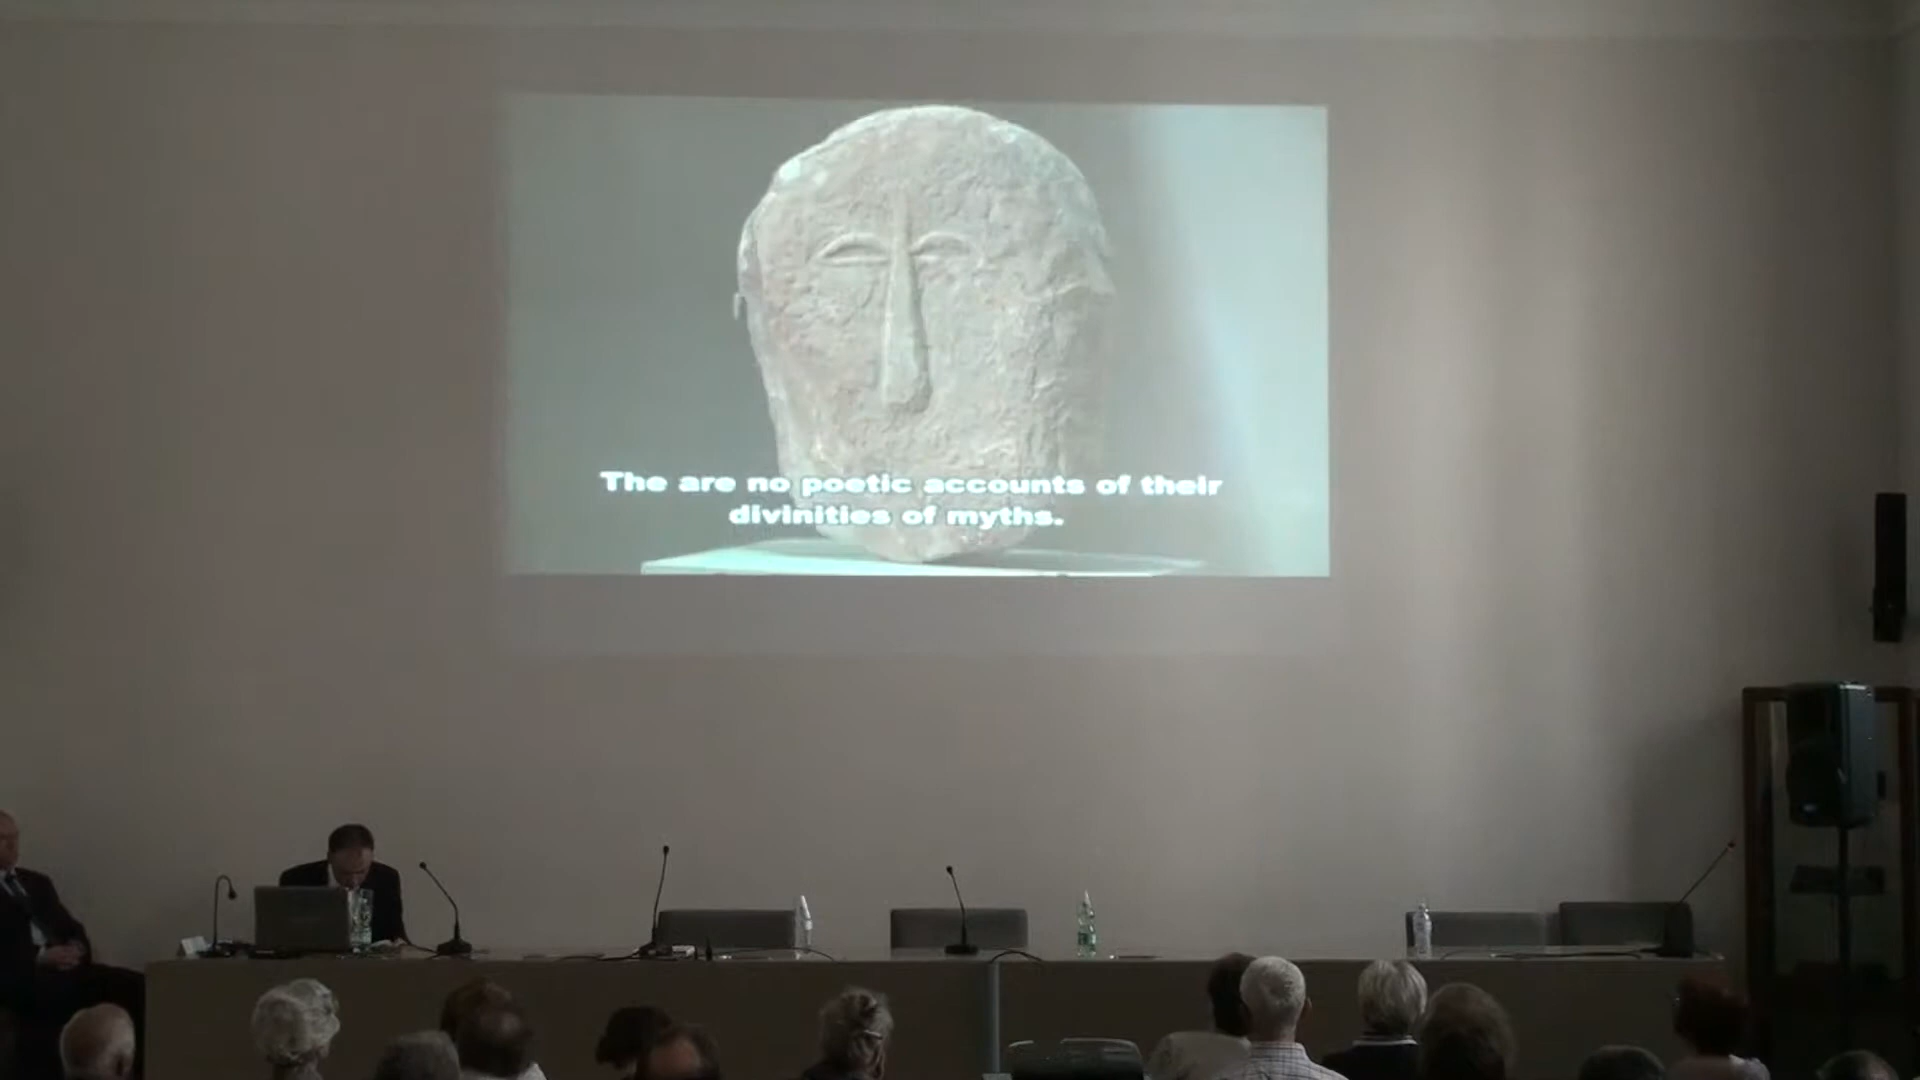 The are no poetic accounts of their
divinities of myths.